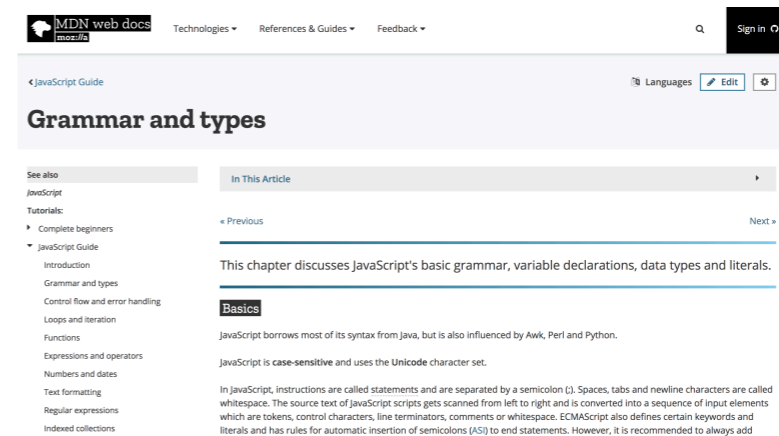 MDN web docs
moz://a
Technologies ▾
References & Guides ▾
Feedback ▾
Sign in
JavaScript Guide
Languages
Edit
Grammar and types
See also
JavaScript
Tutorials:
Complete beginners
JavaScript Guide
Introduction
Grammar and types
Control flow and error handling
Loops and iteration
Functions
Expressions and operators
Numbers and dates
Text formatting
Regular expressions
Indexed collections
In This Article
« Previous
Next »
This chapter discusses JavaScript's basic grammar, variable declarations, data types and literals.
Basics
JavaScript borrows most of its syntax from Java, but is also influenced by Awk, Perl and Python.
JavaScript is case-sensitive and uses the Unicode character set.
In JavaScript, instructions are called statements and are separated by a semicolon (;). Spaces, tabs and newline characters are called
whitespace. The source text of JavaScript scripts gets scanned from left to right and is converted into a sequence of input elements
which are tokens, control characters, line terminators, comments or whitespace. ECMAScript also defines certain keywords and
literals and has rules for automatic insertion of semicolons (ASI) to end statements. However, it is recommended to always add